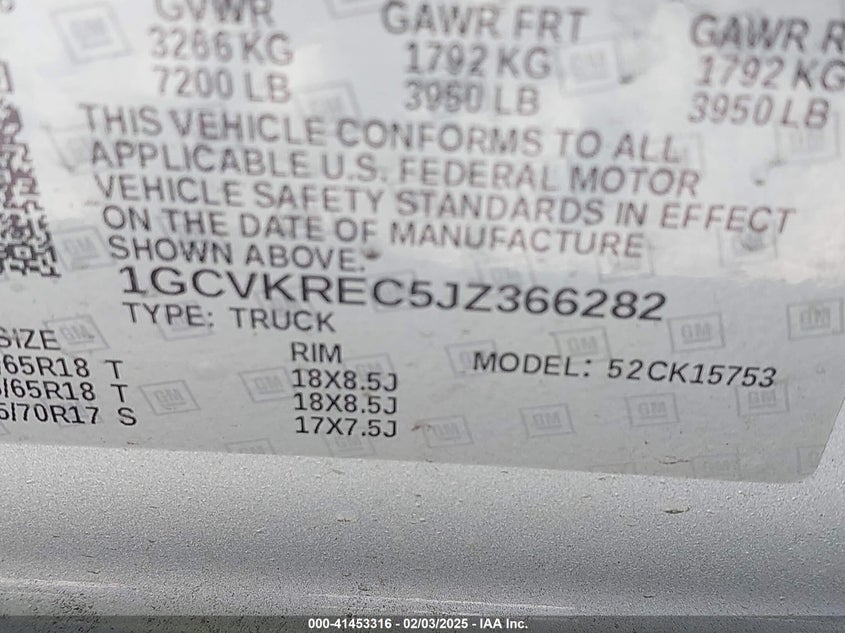 GVWR
GAWR FRT
GAWR R
3266 KG
1792 KG
1792 KG
7200 LB
3950 LB
3950 LB
THIS VEHICLE CONFORMS TO ALL
APPLICABLE U.S. FEDERAL MOTOR
VEHICLE SAFETY STANDARDS IN EFFECT
ON THE DATE OF MANUFACTURE
SHOWN ABOVE.
1GCVKREC5JZ366282
TYPE: TRUCK
SIZE
RIM
MODEL: 52CK15753
/65R18 T
18X8.5J
/65R18 T
18X8.5J
5/70R17 S
17X7.5J
000-41453316 - 02/03/2025 - IAA Inc.